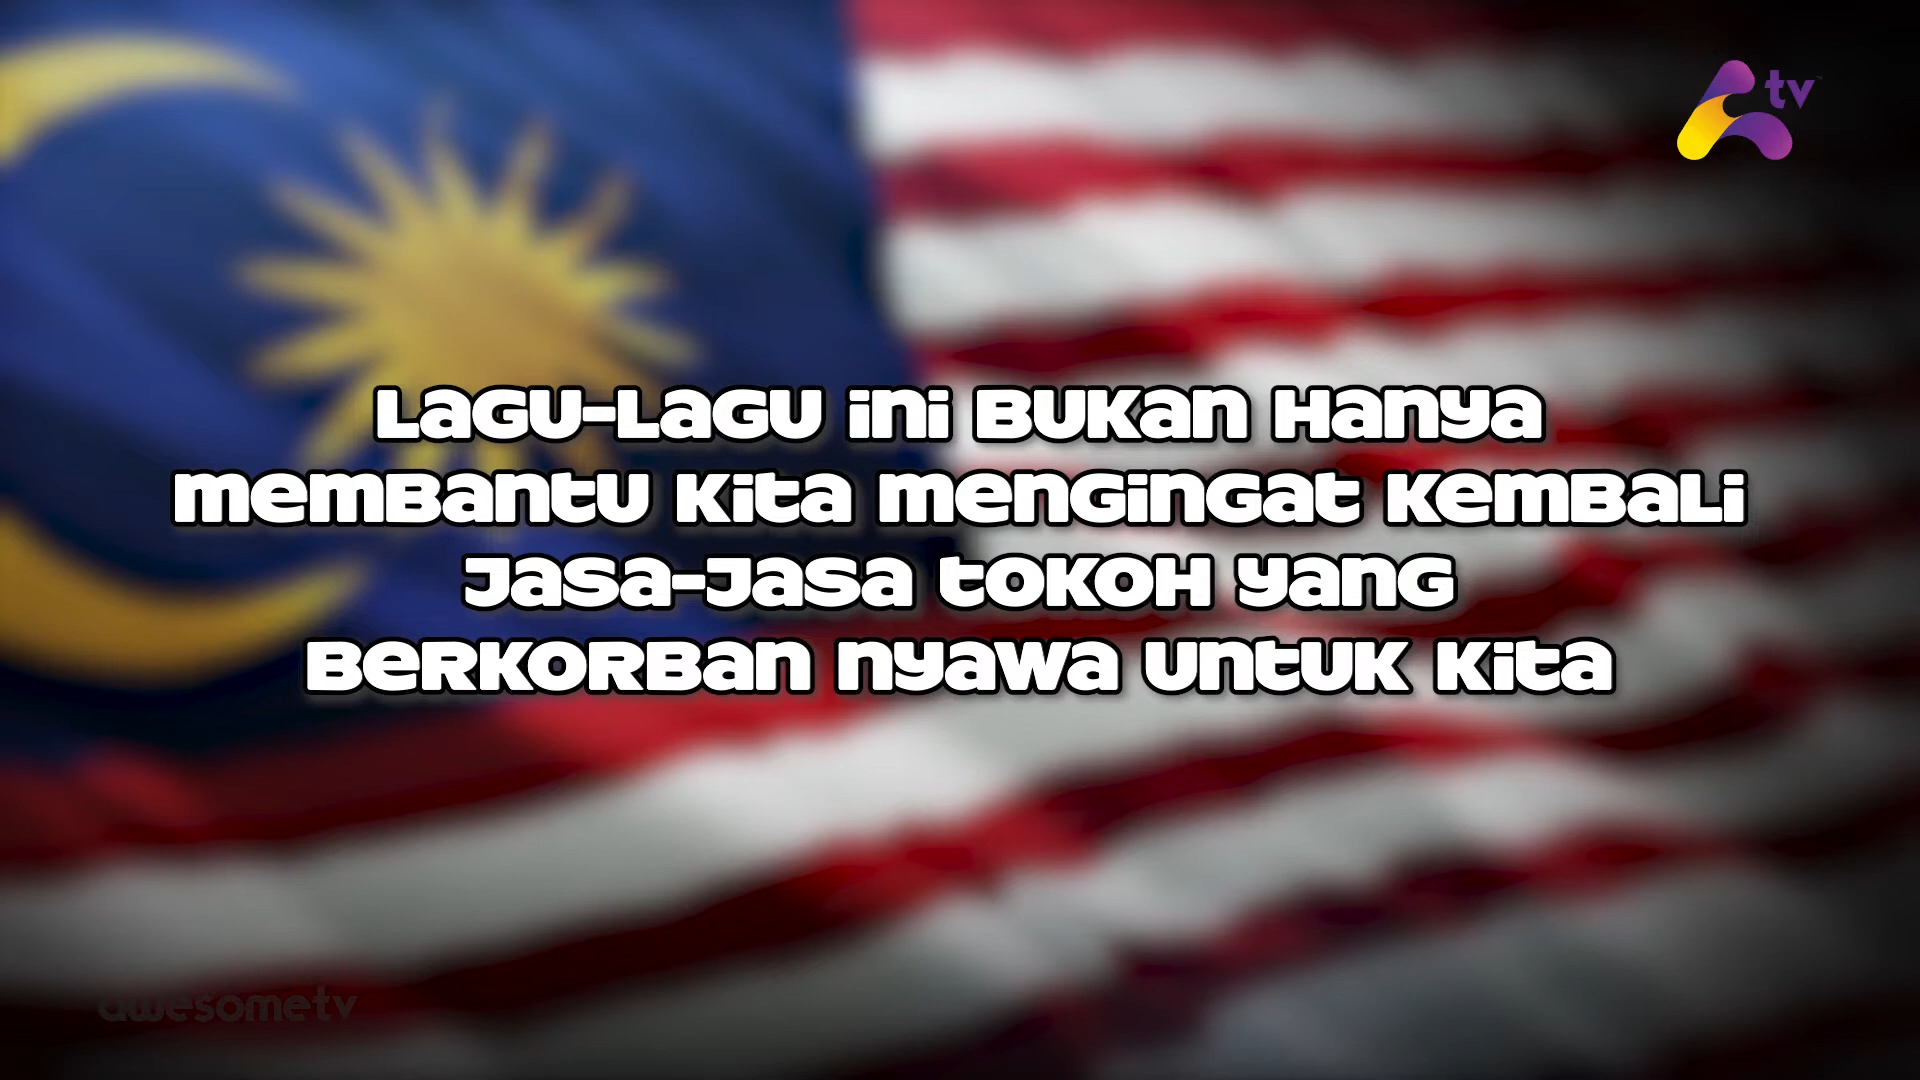 tv
LAGU-LAGU INI BUKAN HANYA
MEMBANTU KITA MENGINGAT KEMBALI
JASA-JASA TOKOH YANG
BERKORBAN NYAWA UNTUK KITA
awesometv